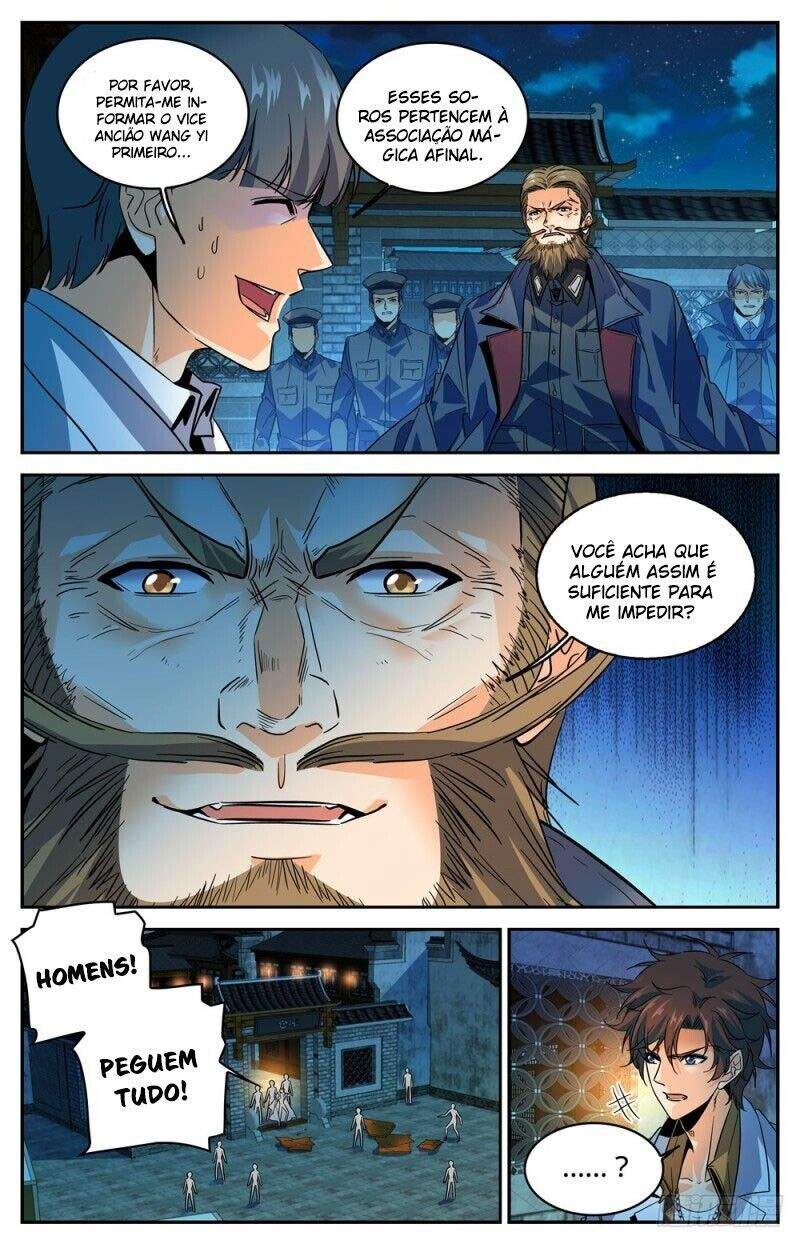 POR FAVOR,
PERMITA-ME IN-
FORMAR O VICE
ANCIÃO WANG YI
PRIMEIRO...
ESSES SO-
ROS PERTENCEM À
ASSOCIAÇÃO MÁ-
GICA AFINAL.
VOCÊ ACHA QUE
ALGUÉM ASSIM É
SUFICIENTE PARA
ME IMPEDIR?
HOMENS!
PEGUEM
TUDO!
...... ?